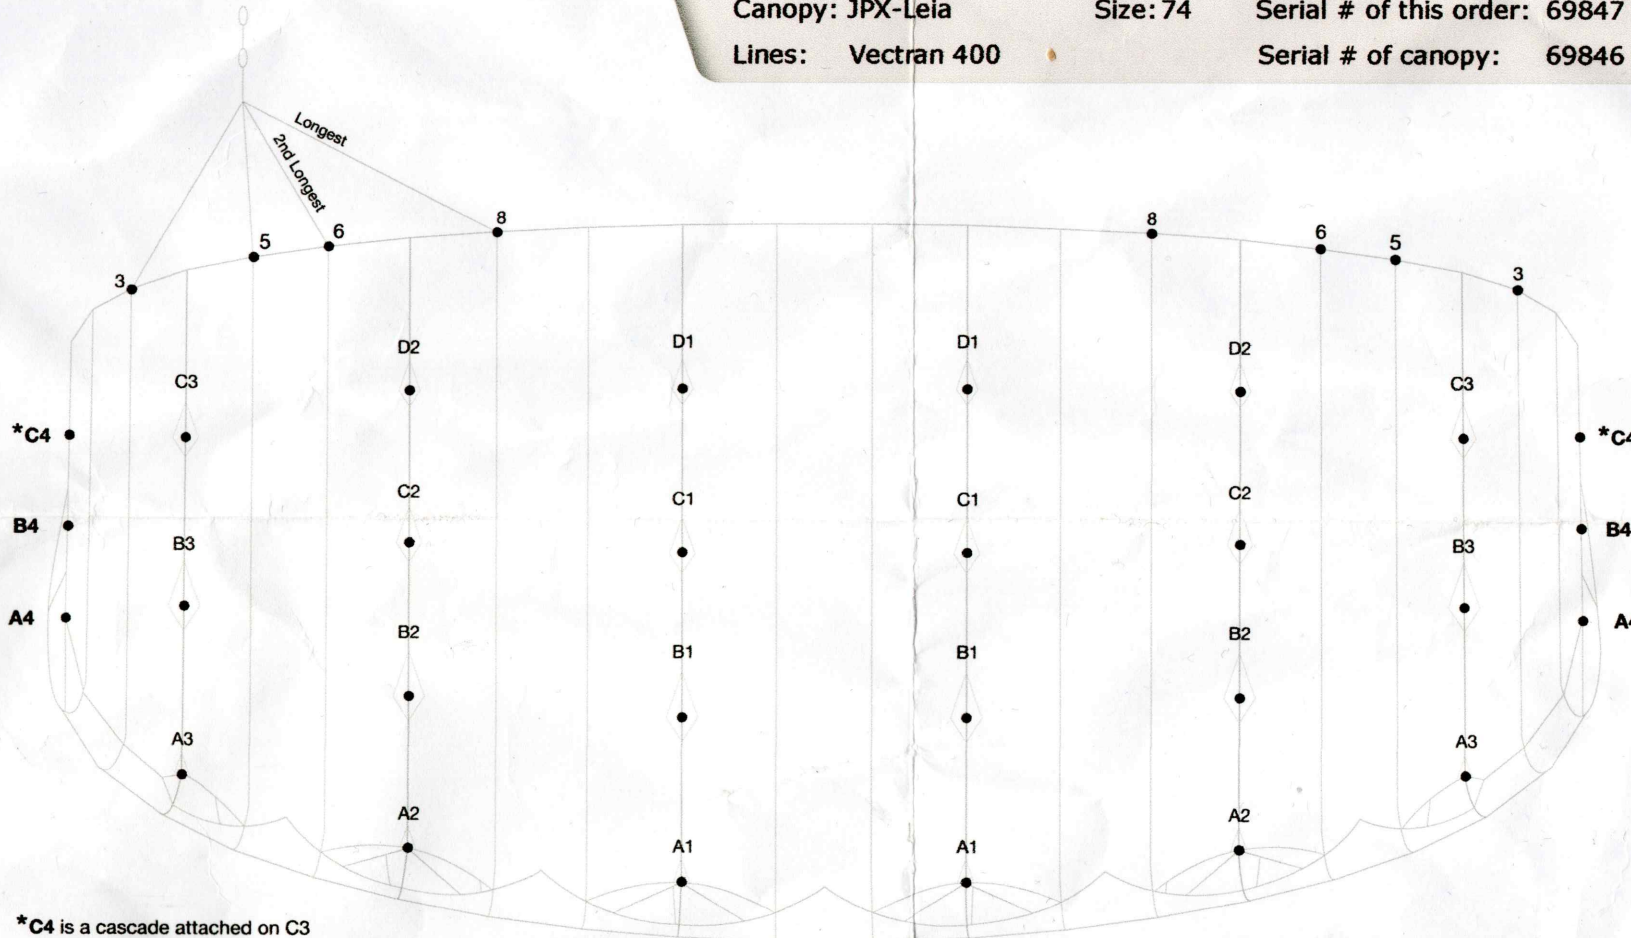 Canopy: JPX-Leia Size: 74 Serial # of this order: 69847
Lines: Vectran 400 Serial # of canopy: 69846
Longest
2nd Longest
8 8
6 6
5 5
3 3
D2 D1 D1 D2
C3 C3
*C4 *C4
C2 C1 C1 C2
B4 B4
B3 B3
A4 A4
B2 B1 B1 B2
A3 A3
A2 A2
A1 A1
*C4 is a cascade attached on C3